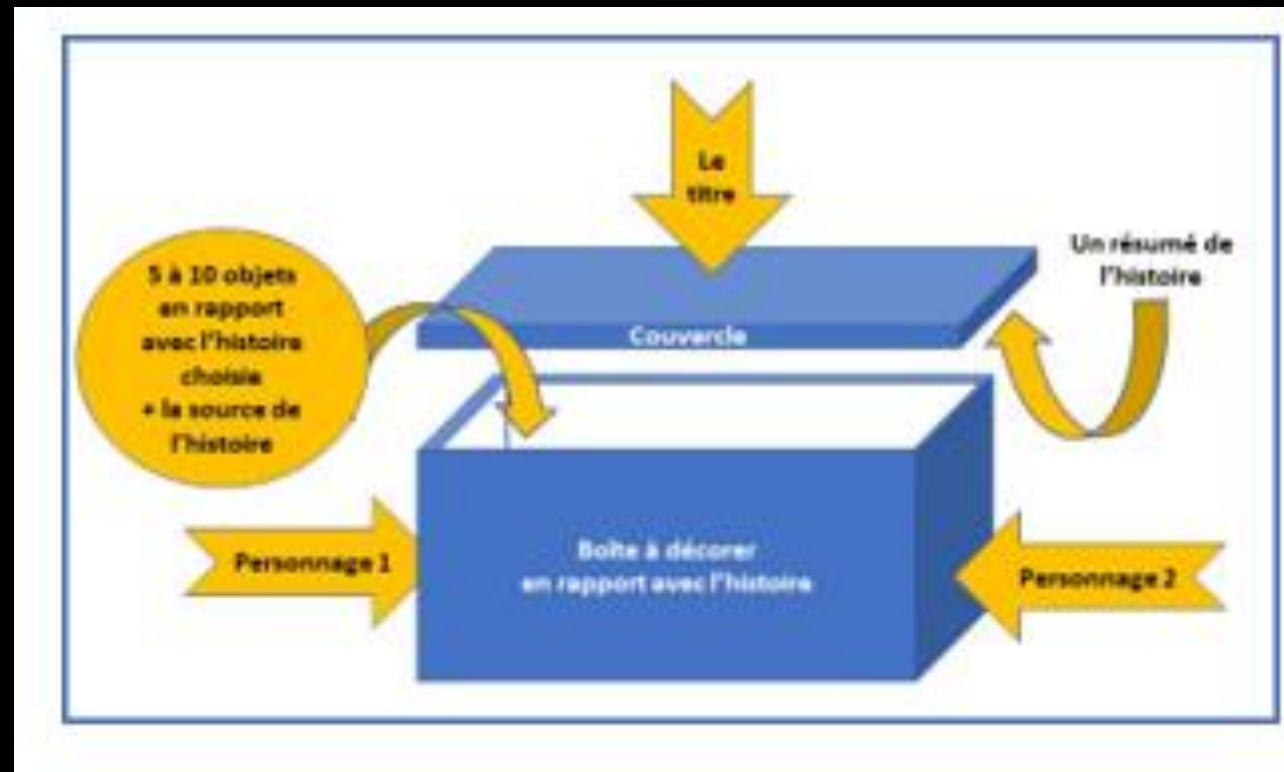 Le
titre
Un résumé de
l'histoire
5 à 10 objets
en rapport
avec l'histoire
choisie
+ la source de
l'histoire
Couvercle
Boîte à décorer
en rapport avec l'histoire
Personnage 1
Personnage 2